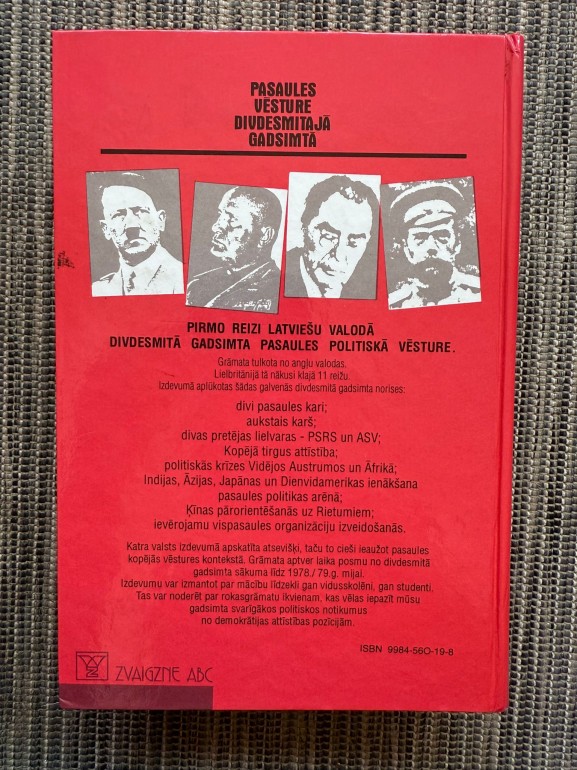 PASAULES
VĒSTURE
DIVDESMITAJĀ
GADSIMTĀ
PIRMO REIZI LATVIEŠU VALODĀ
DIVDESMITĀ GADSIMTA PASAULES POLITISKĀ VĒSTURE.
Grāmata tulkota no angļu valodas.
Lielbritānijā tā nākusi klajā 11 reižu.
Izdevumā aplūkotas šādas galvenās divdesmitā gadsimta norises:
divi pasaules kari;
aukstais karš;
divas pretējas lielvaras - PSRS un ASV;
Kopējā tirgus attīstība;
politiskās krīzes Vidējos Austrumos un Āfrikā;
Indijas, Āzijas, Japānas un Dienvidamerikas ienākšana
pasaules politikas arēnā;
Ķīnas pārorientēšanās uz Rietumiem;
ievērojamu vispasaules organizāciju izveidošanās.
Katra valsts izdevumā apskatīta atsevišķi, taču to cieši ieaužot pasaules
kopējās vēstures kontekstā. Grāmata aptver laika posmu no divdesmitā
gadsimta sākuma līdz 1978./79.g. mijai.
Izdevumu var izmantot par mācību līdzekli gan vidusskolēni, gan studenti.
Tas var noderēt par rokasgrāmatu ikvienam, kas vēlas iepazīt mūsu
gadsimta svarīgākos politiskos notikumus
no demokrātijas attīstības pozīcijām.
ISBN 9984-560-19-8
ZVAIGZNE ABC